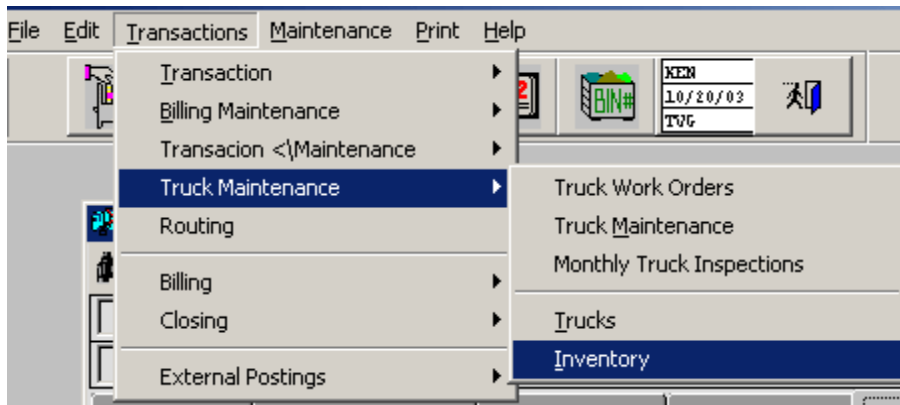 File Edit Transactions Maintenance Print Help
KEN
10/20/03
TVG
BIN#
Transaction
Billing Maintenance
Transacion <\Maintenance
Truck Maintenance
Routing
Billing
Closing
External Postings
Truck Work Orders
Truck Maintenance
Monthly Truck Inspections
Trucks
Inventory